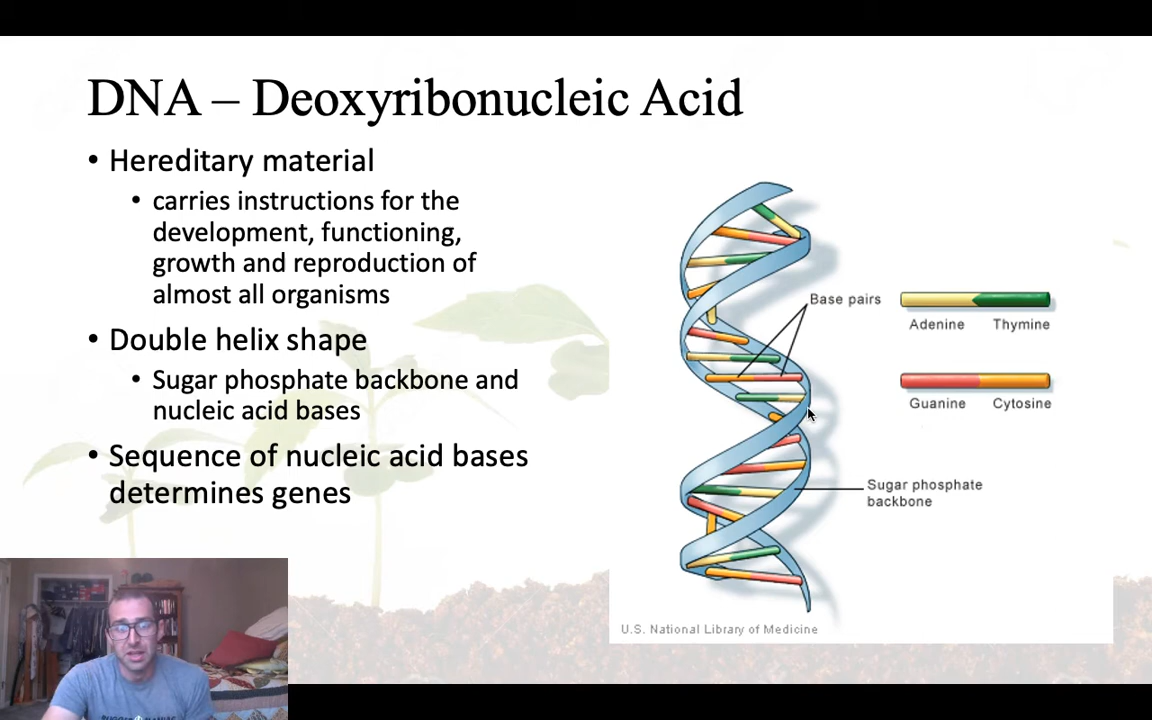 DNA – Deoxyribonucleic Acid
• Hereditary material
• carries instructions for the
development, functioning,
growth and reproduction of
almost all organisms
• Double helix shape
• Sugar phosphate backbone and
nucleic acid bases
• Sequence of nucleic acid bases
determines genes
Base pairs
Adenine Thymine
Guanine Cytosine
Sugar phosphate
backbone
U.S. National Library of Medicine